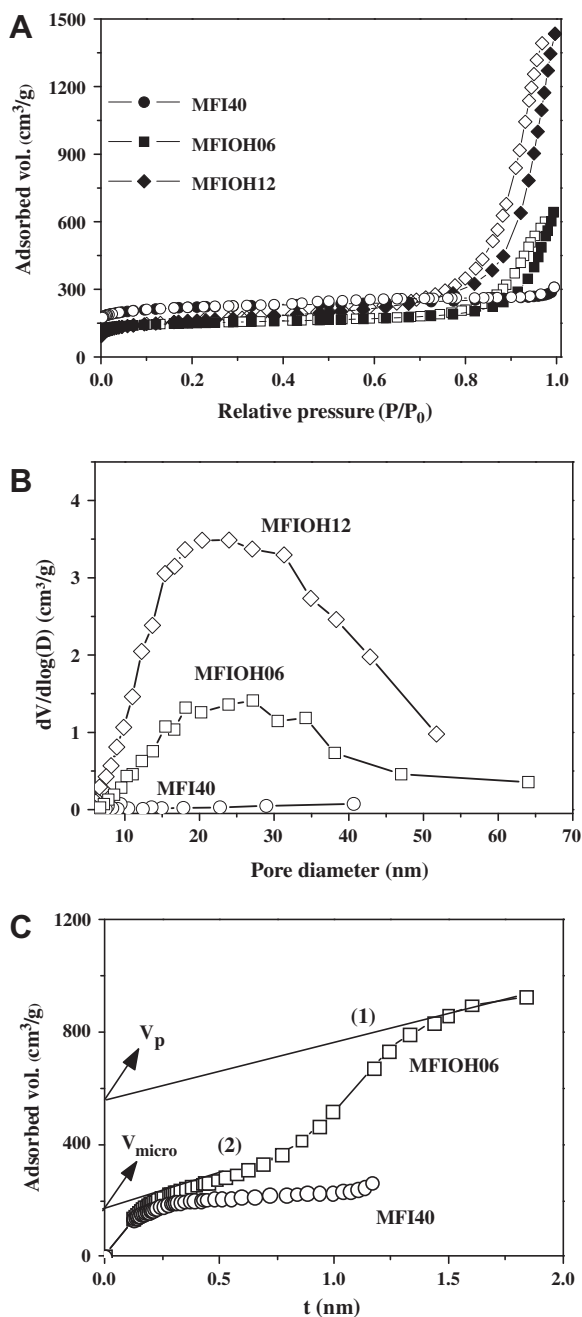 A
1500
1200
900
600
300
0
Adsorbed vol. (cm³/g)
MFI40
MFIOH06
MFIOH12
0.0 0.2 0.4 0.6 0.8 1.0
Relative pressure (P/P₀)
B
4
3
2
1
0
dV/dlog(D) (cm³/g)
MFIOH12
MFIOH06
MFI40
10 20 30 40 50 60 70
Pore diameter (nm)
C
1200
800
400
0
Adsorbed vol. (cm³/g)
Vₚ
(1)
MFIOH06
V_micro
(2)
MFI40
0.0 0.5 1.0 1.5 2.0
t (nm)